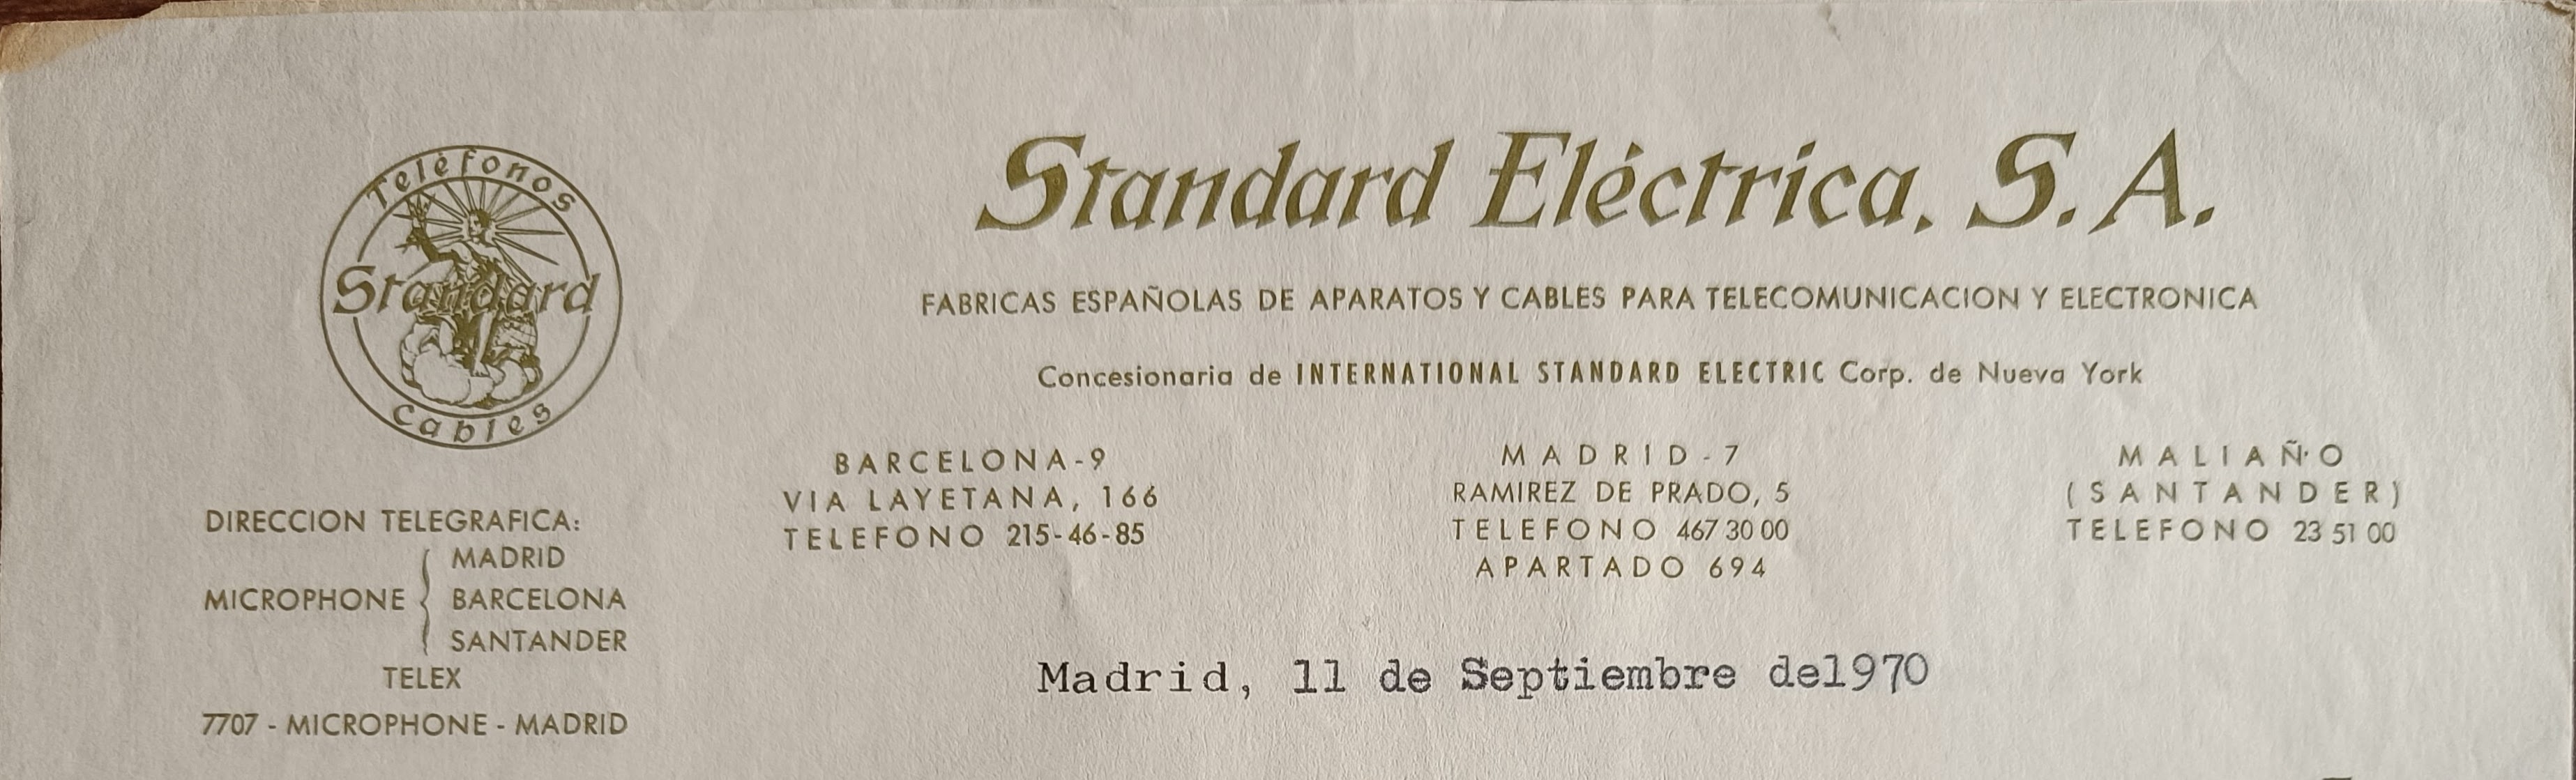 Teléfonos
Standard
Cables
Standard Eléctrica, S.A.
FABRICAS ESPAÑOLAS DE APARATOS Y CABLES PARA TELECOMUNICACION Y ELECTRONICA
Concesionaria de INTERNATIONAL STANDARD ELECTRIC Corp. de Nueva York
DIRECCION TELEGRAFICA:
MICROPHONE { MADRID
BARCELONA
SANTANDER
TELEX
7707 - MICROPHONE - MADRID
BARCELONA-9
VIA LAYETANA, 166
TELEFONO 215-46-85
MADRID-7
RAMIREZ DE PRADO, 5
TELEFONO 467 30 00
APARTADO 694
MALIAÑO
(SANTANDER)
TELEFONO 23 51 00
Madrid, 11 de Septiembre de1970